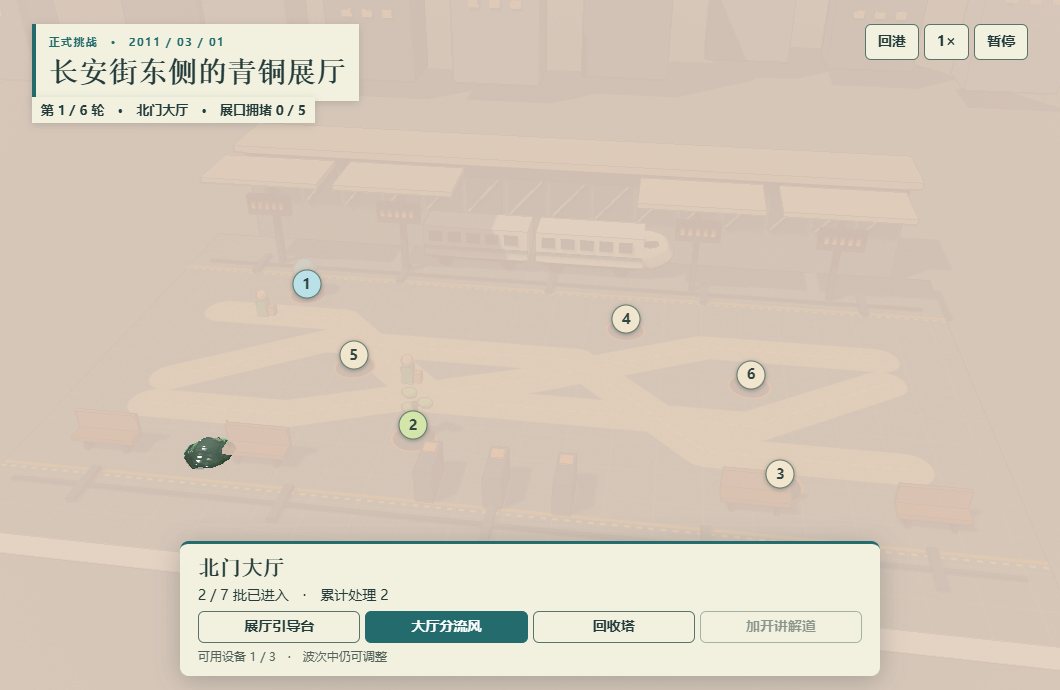 正式挑战 • 2011 / 03 / 01
长安街东侧的青铜展厅
第 1 / 6 轮 • 北门大厅 • 展口拥堵 0 / 5
回港
1×
暂停
1
4
5
6
2
3
北门大厅
2 / 7 批已进入 · 累计处理 2
展厅引导台
大厅分流风
回收塔
加开讲解道
可用设备 1 / 3 · 波次中仍可调整